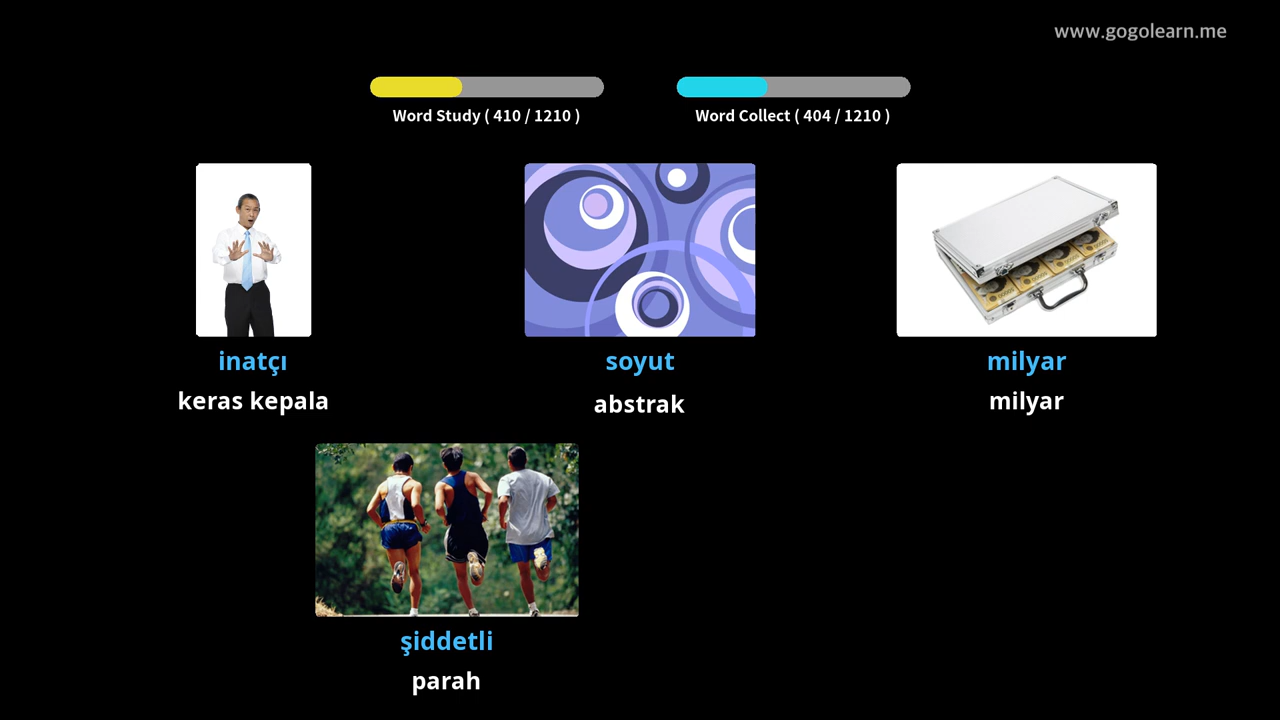 www.gogolearn.me
Word Study ( 410 / 1210 )
Word Collect ( 404 / 1210 )
inatçı
keras kepala
soyut
abstrak
milyar
milyar
şiddetli
parah